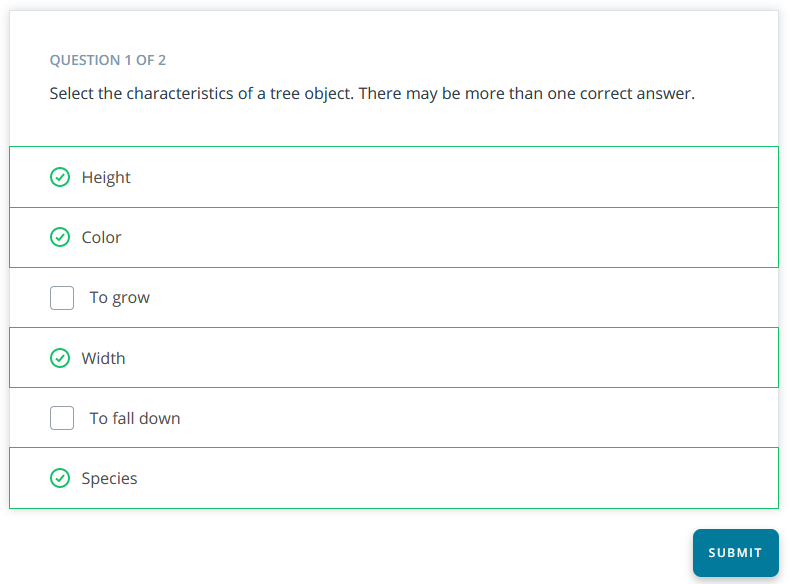 QUESTION 1 OF 2
Select the characteristics of a tree object. There may be more than one correct answer.
Height
Color
To grow
Width
To fall down
Species
SUBMIT